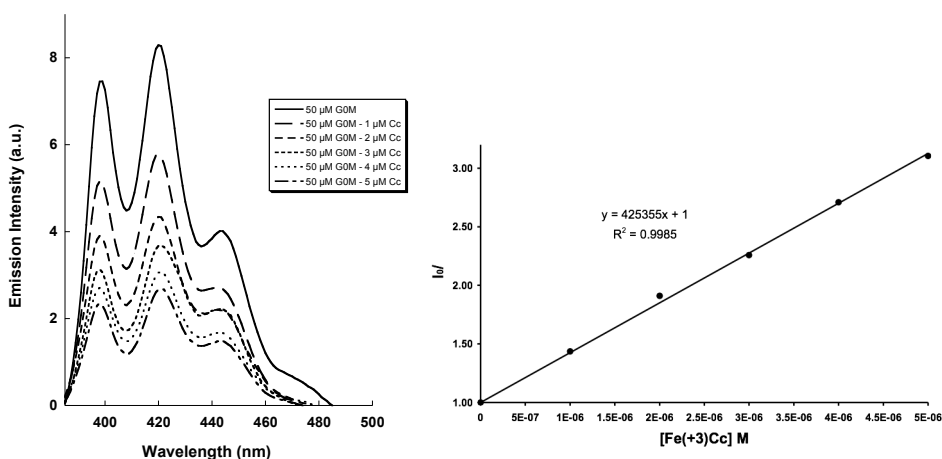 8
6
4
2
0
Emission Intensity (a.u.)
400 420 440 460 480 500
Wavelength (nm)
50 µM G0M
50 µM G0M - 1 µM Cc
50 µM G0M - 2 µM Cc
50 µM G0M - 3 µM Cc
50 µM G0M - 4 µM Cc
50 µM G0M - 5 µM Cc
3.00
2.50
2.00
1.50
1.00
I₀/
y = 425355x + 1
R² = 0.9985
0 5E-07 1E-06 1.5E-06 2E-06 2.5E-06 3E-06 3.5E-06 4E-06 4.5E-06 5E-06
[Fe(+3)Cc] M